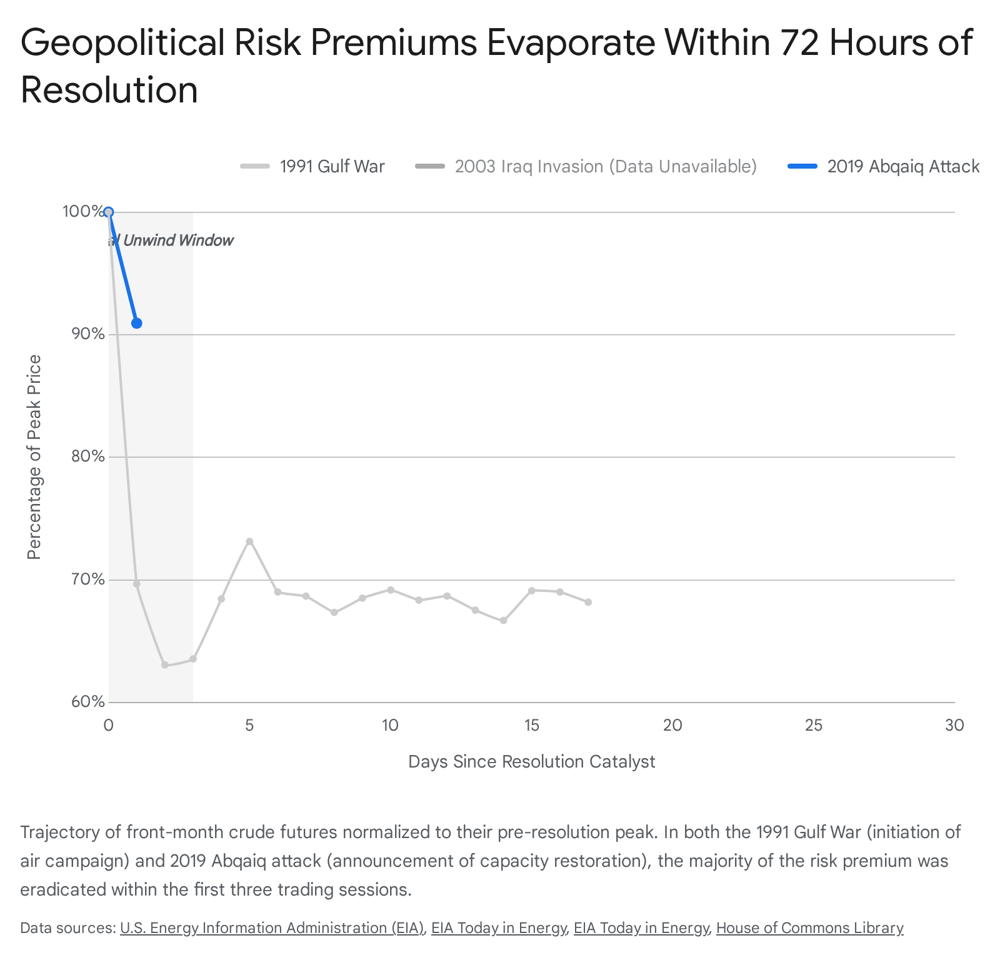 Geopolitical Risk Premiums Evaporate Within 72 Hours of
Resolution
1991 Gulf War
2003 Iraq Invasion (Data Unavailable)
2019 Abqaiq Attack
100%
Unwind Window
90%
80%
70%
60%
Percentage of Peak Price
0 5 10 15 20 25 30
Days Since Resolution Catalyst
Trajectory of front-month crude futures normalized to their pre-resolution peak. In both the 1991 Gulf War (initiation of
air campaign) and 2019 Abqaiq attack (announcement of capacity restoration), the majority of the risk premium was
eradicated within the first three trading sessions.
Data sources: U.S. Energy Information Administration (EIA), EIA Today in Energy, EIA Today in Energy, House of Commons Library